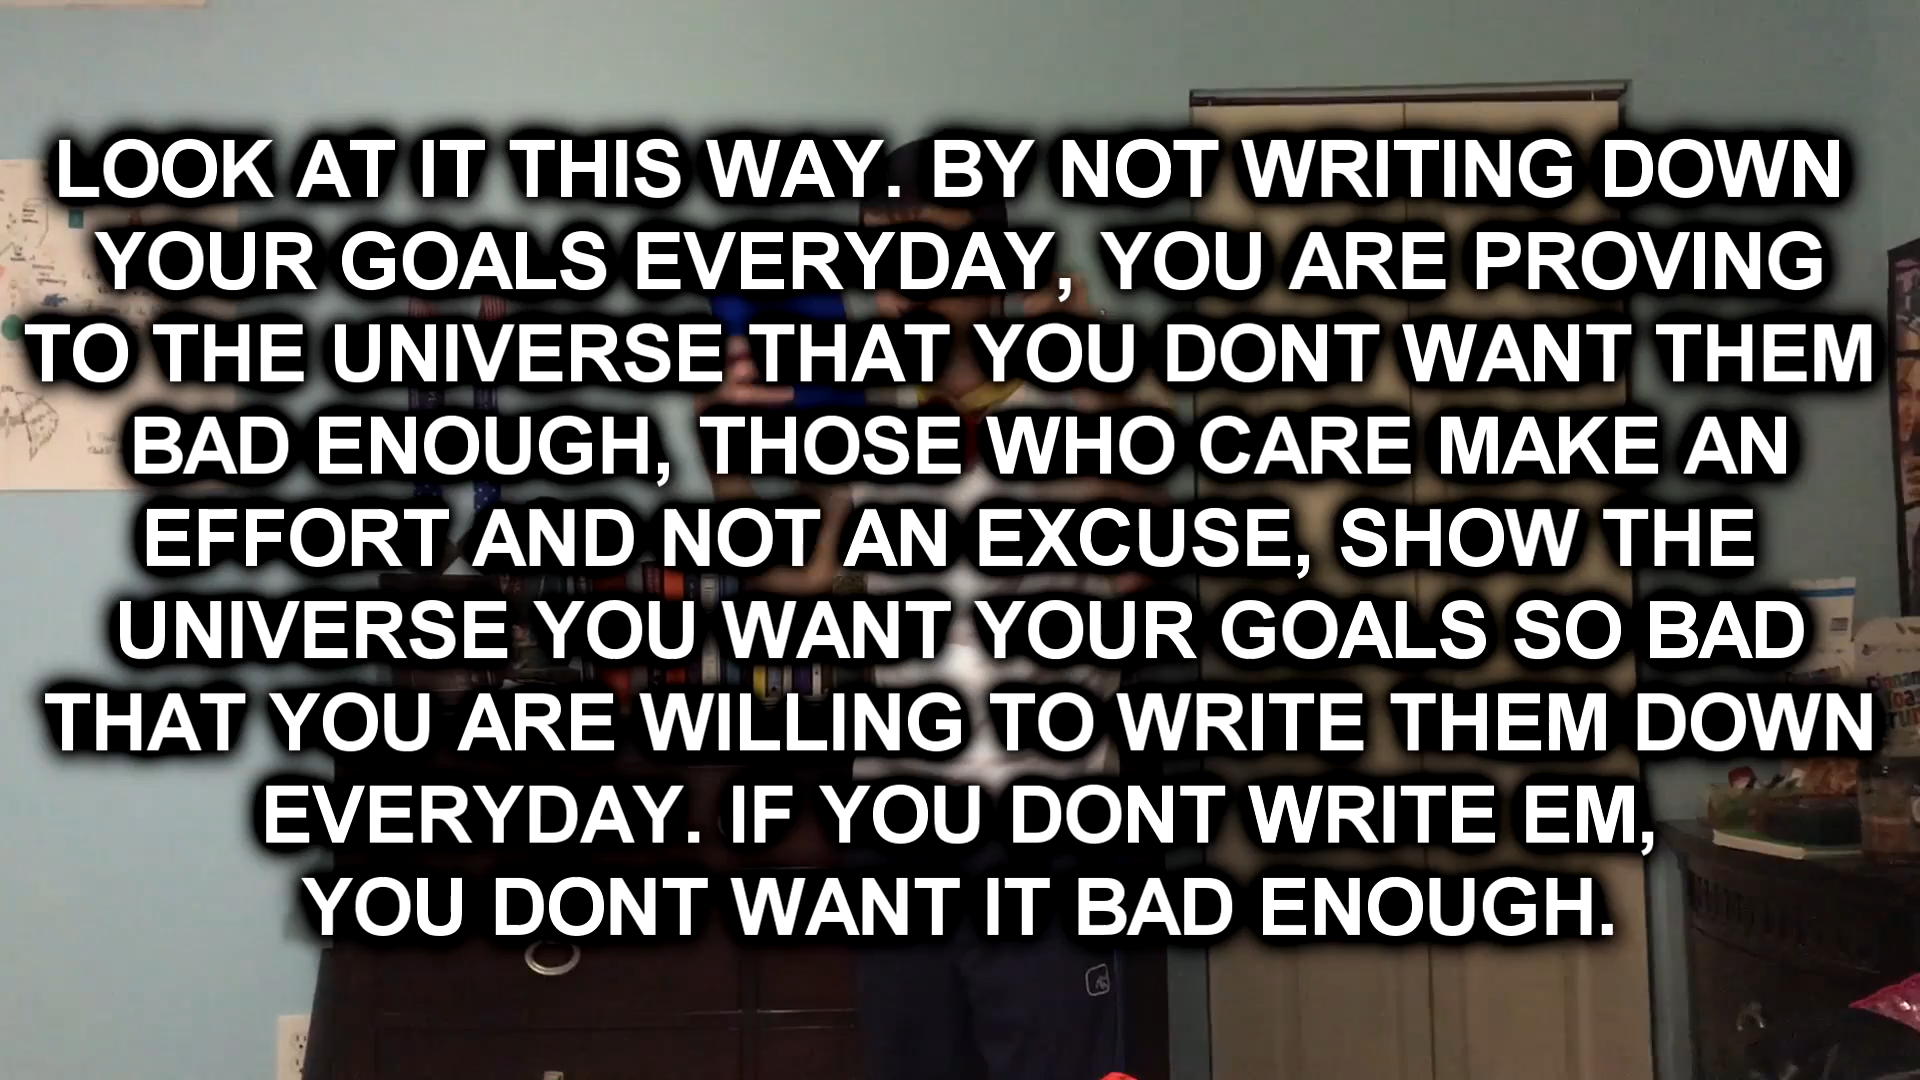 LOOK AT IT THIS WAY. BY NOT WRITING DOWN
YOUR GOALS EVERYDAY, YOU ARE PROVING
TO THE UNIVERSE THAT YOU DONT WANT THEM
BAD ENOUGH, THOSE WHO CARE MAKE AN
EFFORT AND NOT AN EXCUSE, SHOW THE
UNIVERSE YOU WANT YOUR GOALS SO BAD
THAT YOU ARE WILLING TO WRITE THEM DOWN
EVERYDAY. IF YOU DONT WRITE EM,
YOU DONT WANT IT BAD ENOUGH.